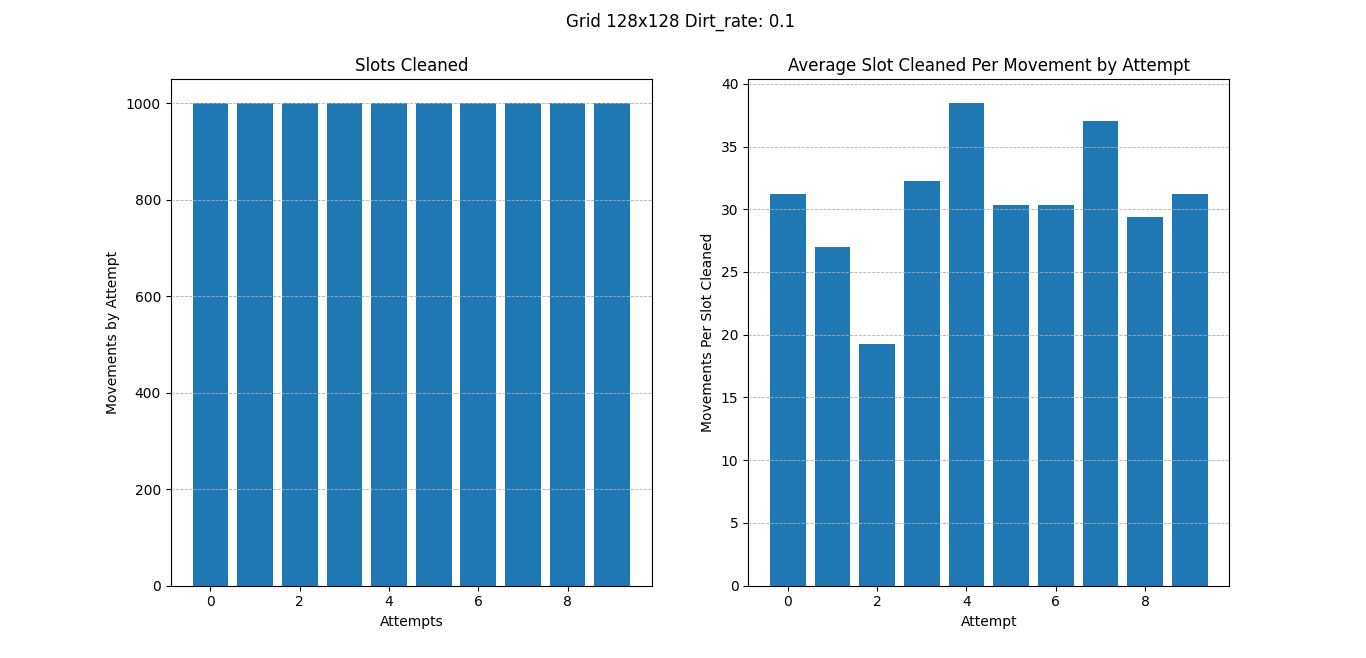 Grid 128x128 Dirt_rate: 0.1
Slots Cleaned
Movements by Attempt
1000
800
600
400
200
0
0 2 4 6 8
Attempts
Average Slot Cleaned Per Movement by Attempt
Movements Per Slot Cleaned
40
35
30
25
20
15
10
5
0
0 2 4 6 8
Attempt